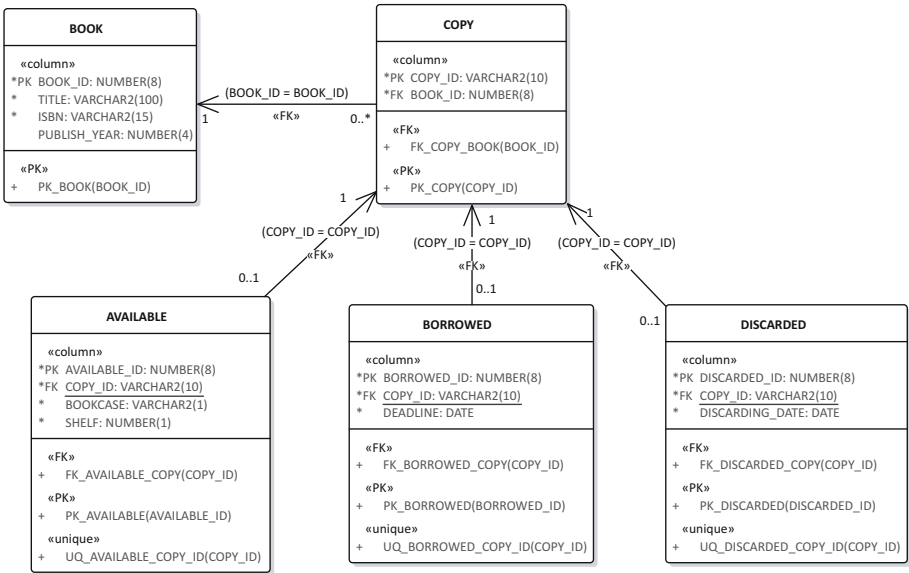 BOOK
«column»
*PK BOOK_ID: NUMBER(8)
* TITLE: VARCHAR2(100)
* ISBN: VARCHAR2(15)
PUBLISH_YEAR: NUMBER(4)
«PK»
+ PK_BOOK(BOOK_ID)
(BOOK_ID = BOOK_ID)
1
«FK»
0..*
COPY
«column»
*PK COPY_ID: VARCHAR2(10)
*FK BOOK_ID: NUMBER(8)
«FK»
+ FK_COPY_BOOK(BOOK_ID)
«PK»
+ PK_COPY(COPY_ID)
1
(COPY_ID = COPY_ID)
«FK»
0..1
1
(COPY_ID = COPY_ID)
«FK»
0..1
1
(COPY_ID = COPY_ID)
«FK»
0..1
AVAILABLE
«column»
*PK AVAILABLE_ID: NUMBER(8)
*FK COPY_ID: VARCHAR2(10)
* BOOKCASE: VARCHAR2(1)
* SHELF: NUMBER(1)
«FK»
+ FK_AVAILABLE_COPY(COPY_ID)
«PK»
+ PK_AVAILABLE(AVAILABLE_ID)
«unique»
+ UQ_AVAILABLE_COPY_ID(COPY_ID)
BORROWED
«column»
*PK BORROWED_ID: NUMBER(8)
*FK COPY_ID: VARCHAR2(10)
* DEADLINE: DATE
«FK»
+ FK_BORROWED_COPY(COPY_ID)
«PK»
+ PK_BORROWED(BORROWED_ID)
«unique»
+ UQ_BORROWED_COPY_ID(COPY_ID)
DISCARDED
«column»
*PK DISCARDED_ID: NUMBER(8)
*FK COPY_ID: VARCHAR2(10)
* DISCARDING_DATE: DATE
«FK»
+ FK_DISCARDED_COPY(COPY_ID)
«PK»
+ PK_DISCARDED(DISCARDED_ID)
«unique»
+ UQ_DISCARDED_COPY_ID(COPY_ID)